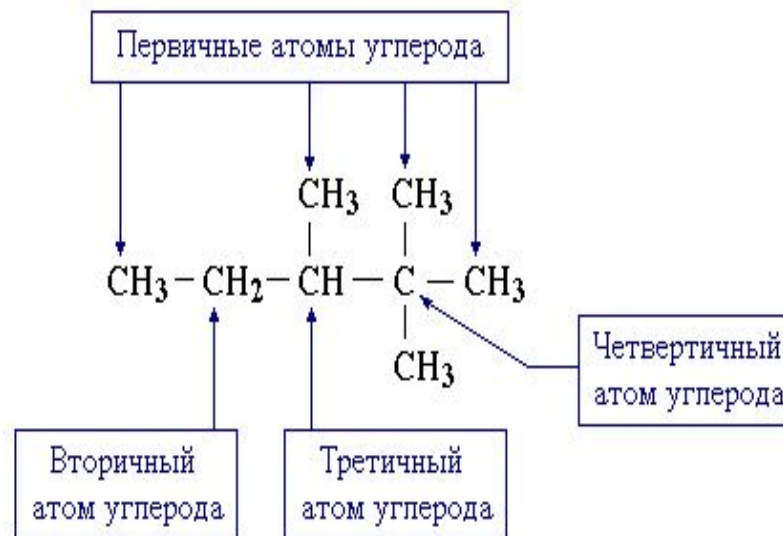 Первичные атомы углерода
CH3 CH3
CH3–CH2–CH–C–CH3
CH3
Четвертичный
атом углерода
Вторичный
атом углерода
Третичный
атом углерода